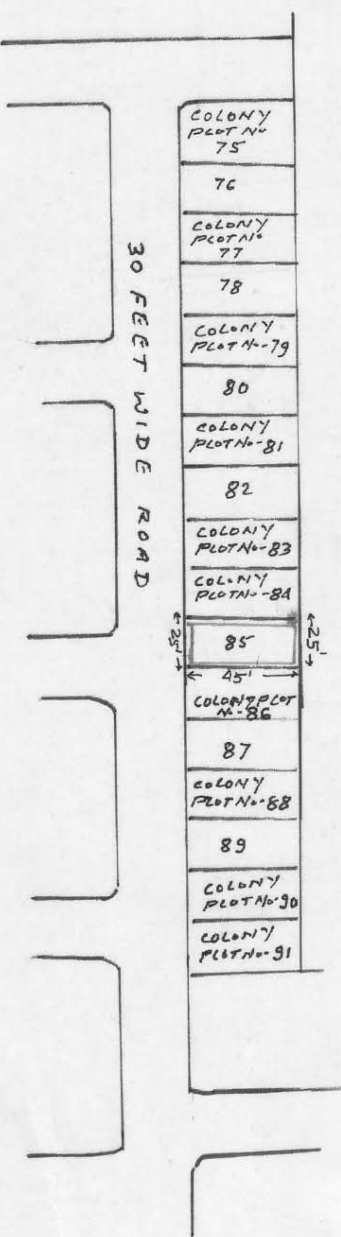 COLONY
PLOT No
75
76
COLONY
PLOT No
77
78
COLONY
PLOT No-79
80
COLONY
PLOT No-81
82
COLONY
PLOT No-83
COLONY
PLOT No-84
85
25'
25'
45'
COLONY PLOT
No-86
87
COLONY
PLOT No-88
89
COLONY
PLOT No-90
COLONY
PLOT No-91
30 FEET WIDE ROAD